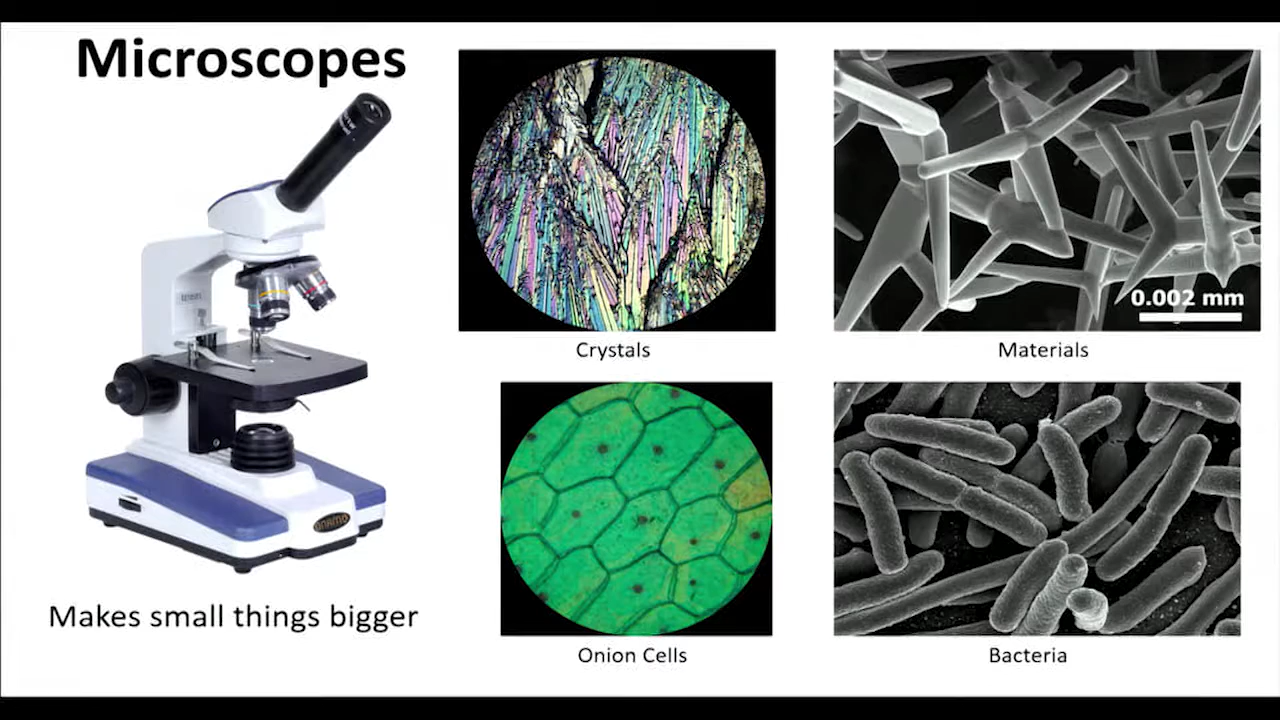 Microscopes
Crystals
0.002 mm
Materials
Makes small things bigger
Onion Cells
Bacteria